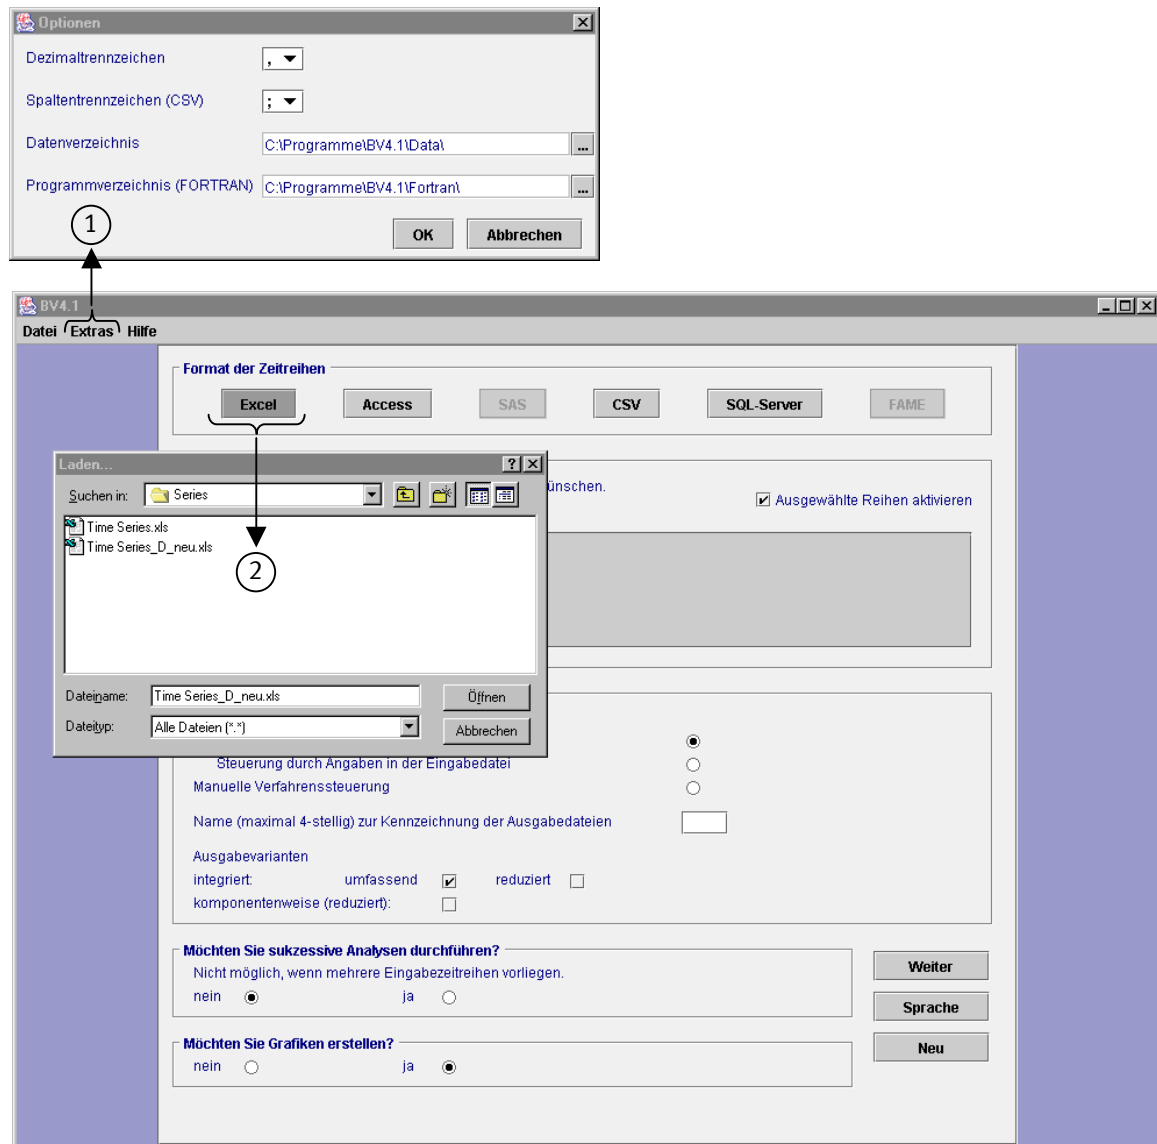 Optionen
Dezimaltrennzeichen ,
Spaltentrennzeichen (CSV) ;
Datenverzeichnis C:\Programme\BV4.1\Data\ ...
Programmverzeichnis (FORTRAN) C:\Programme\BV4.1\Fortran\ ...
1
OK Abbrechen
BV4.1
Datei Extras Hilfe
Format der Zeitreihen
Excel Access SAS CSV SQL-Server FAME
Laden...
Suchen in: Series
ünschen.
Ausgewählte Reihen aktivieren
Time Series.xls
Time Series_D_neu.xls
2
Dateiname: Time Series_D_neu.xls Öffnen
Dateityp: Alle Dateien (*.*) Abbrechen
Steuerung durch Angaben in der Eingabedatei
Manuelle Verfahrenssteuerung
Name (maximal 4-stellig) zur Kennzeichnung der Ausgabedateien
Ausgabevarianten
integriert: umfassend reduziert
komponentenweise (reduziert):
Möchten Sie sukzessive Analysen durchführen?
Nicht möglich, wenn mehrere Eingabezeitreihen vorliegen.
nein ja
Weiter
Sprache
Neu
Möchten Sie Grafiken erstellen?
nein ja